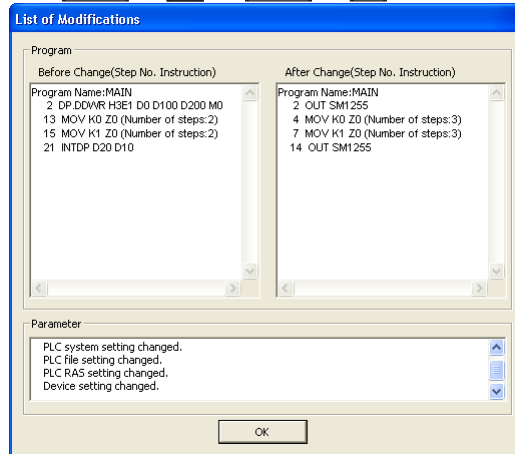 List of Modifications
Program
Before Change(Step No. Instruction)
Program Name:MAIN
2 DP.DDWR H3E1 D0 D100 D200 M0
13 MOV K0 Z0 (Number of steps:2)
15 MOV K1 Z0 (Number of steps:2)
21 INTDP D20 D10
After Change(Step No. Instruction)
Program Name:MAIN
2 OUT SM1255
4 MOV K0 Z0 (Number of steps:3)
7 MOV K1 Z0 (Number of steps:3)
14 OUT SM1255
Parameter
PLC system setting changed.
PLC file setting changed.
PLC RAS setting changed.
Device setting changed.
OK